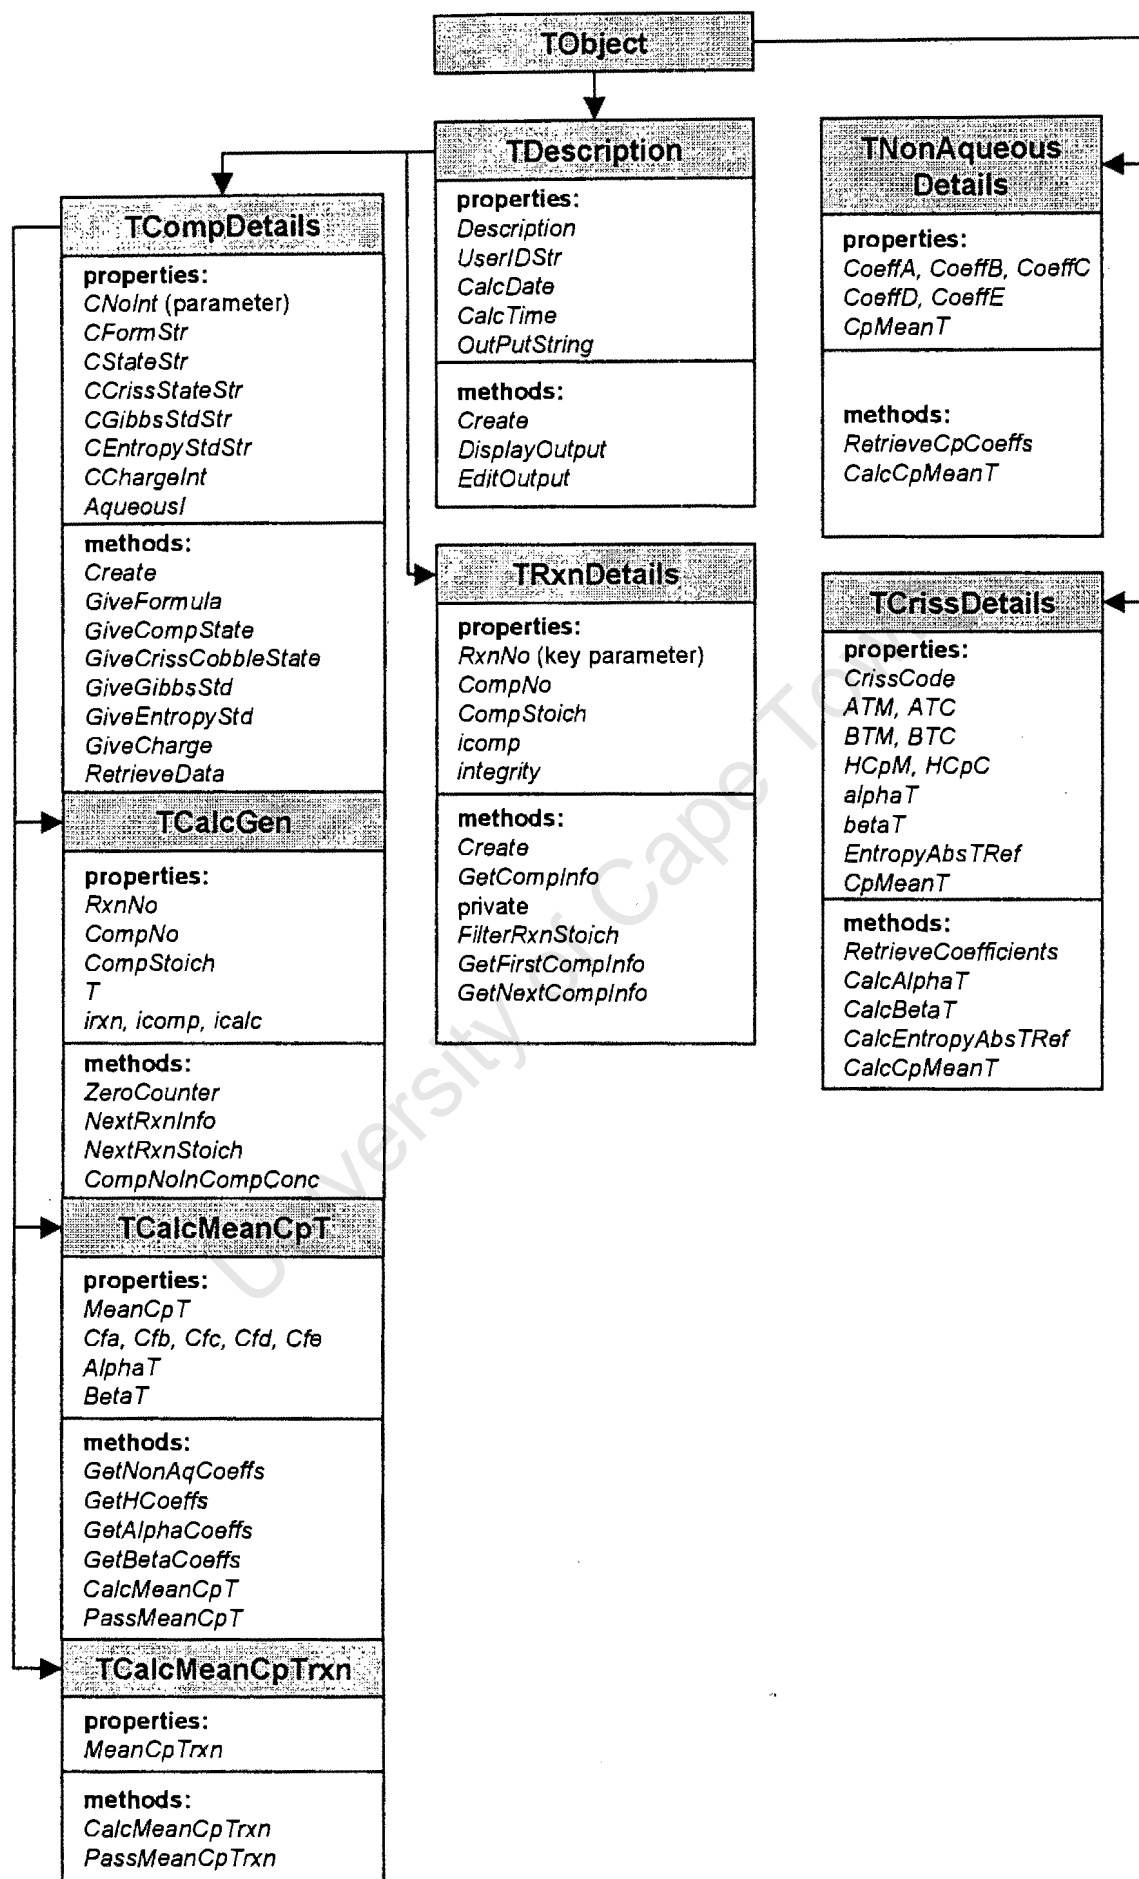 TObject
TDescription
properties:
Description
UserIDStr
CalcDate
CalcTime
OutPutString
methods:
Create
DisplayOutput
EditOutput
TNonAqueous
Details
properties:
CoeffA, CoeffB, CoeffC
CoeffD, CoeffE
CpMeanT
methods:
RetrieveCpCoeffs
CalcCpMeanT
TCompDetails
properties:
CNoInt (parameter)
CFormStr
CStateStr
CCrissStateStr
CGibbsStdStr
CEntropyStdStr
CChargeInt
AqueousI
methods:
Create
GiveFormula
GiveCompState
GiveCrissCobbleState
GiveGibbsStd
GiveEntropyStd
GiveCharge
RetrieveData
TRxnDetails
properties:
RxnNo (key parameter)
CompNo
CompStoich
icomp
integrity
methods:
Create
GetCompInfo
private
FilterRxnStoich
GetFirstCompInfo
GetNextCompInfo
TCrissDetails
properties:
CrissCode
ATM, ATC
BTM, BTC
HCpM, HCpC
alphaT
betaT
EntropyAbsTRef
CpMeanT
methods:
RetrieveCoefficients
CalcAlphaT
CalcBetaT
CalcEntropyAbsTRef
CalcCpMeanT
TCalcGen
properties:
RxnNo
CompNo
CompStoich
T
irxn, icomp, icalc
methods:
ZeroCounter
NextRxnInfo
NextRxnStoich
CompNoInCompConc
TCalcMeanCpT
properties:
MeanCpT
Cfa, Cfb, Cfc, Cfd, Cfe
AlphaT
BetaT
methods:
GetNonAqCoeffs
GetHCoeffs
GetAlphaCoeffs
GetBetaCoeffs
CalcMeanCpT
PassMeanCpT
TCalcMeanCpTrxn
properties:
MeanCpTrxn
methods:
CalcMeanCpTrxn
PassMeanCpTrxn
University of Cape Town